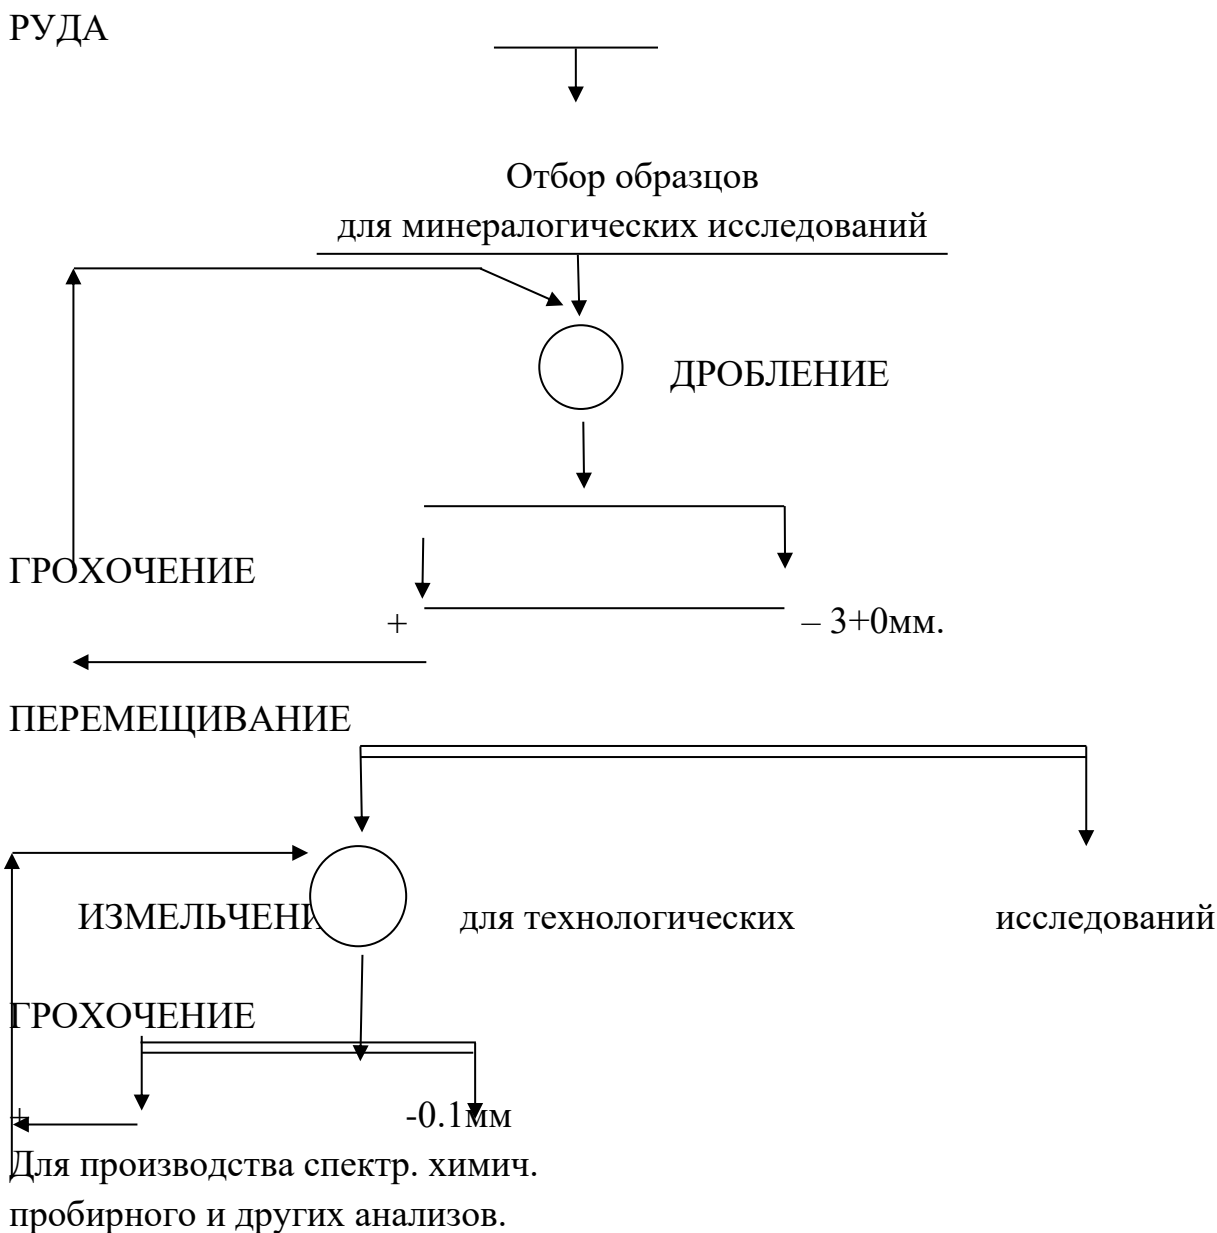 РУДА
Отбор образцов
для минералогических исследований
ДРОБЛЕНИЕ
ГРОХОЧЕНИЕ
+ – 3+0мм.
ПЕРЕМЕЩИВАНИЕ
ИЗМЕЛЬЧЕНИ для технологических исследований
ГРОХОЧЕНИЕ
+ -0.1мм
Для производства спектр. химич.
пробирного и других анализов.